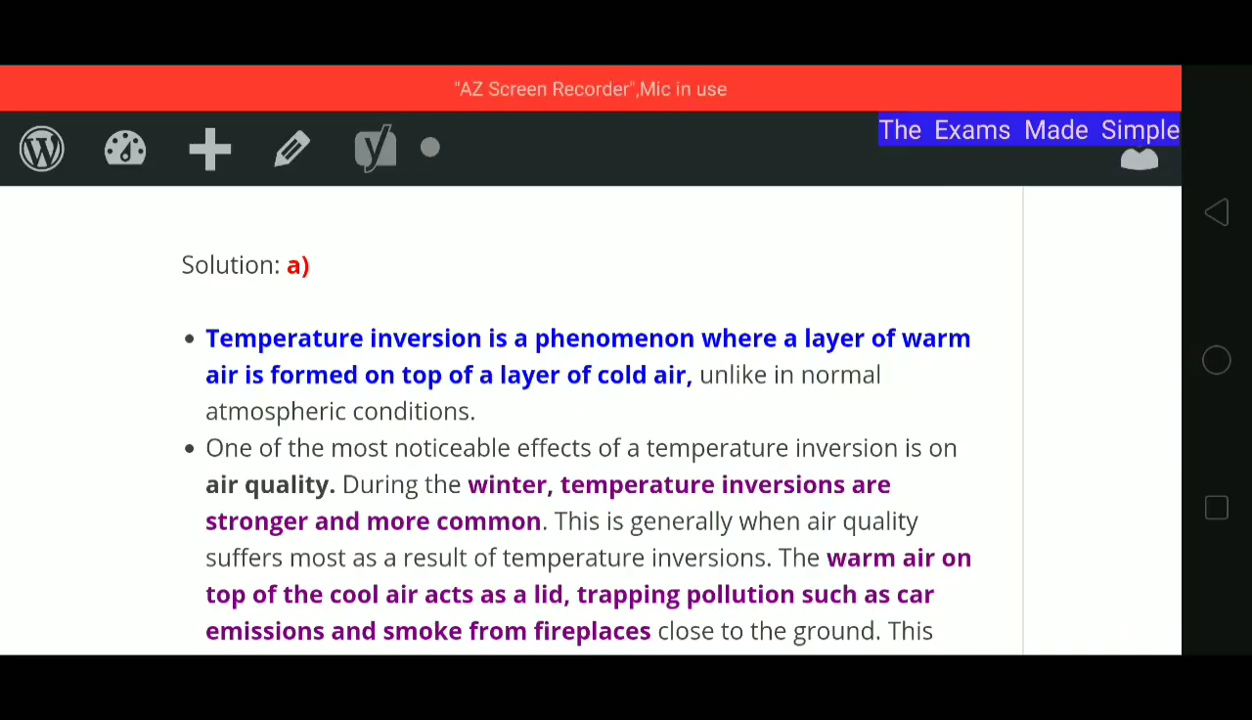 "AZ Screen Recorder",Mic in use
The Exams Made Simple
Solution: a)
Temperature inversion is a phenomenon where a layer of warm
air is formed on top of a layer of cold air, unlike in normal
atmospheric conditions.
One of the most noticeable effects of a temperature inversion is on
air quality. During the winter, temperature inversions are
stronger and more common. This is generally when air quality
suffers most as a result of temperature inversions. The warm air on
top of the cool air acts as a lid, trapping pollution such as car
emissions and smoke from fireplaces close to the ground. This